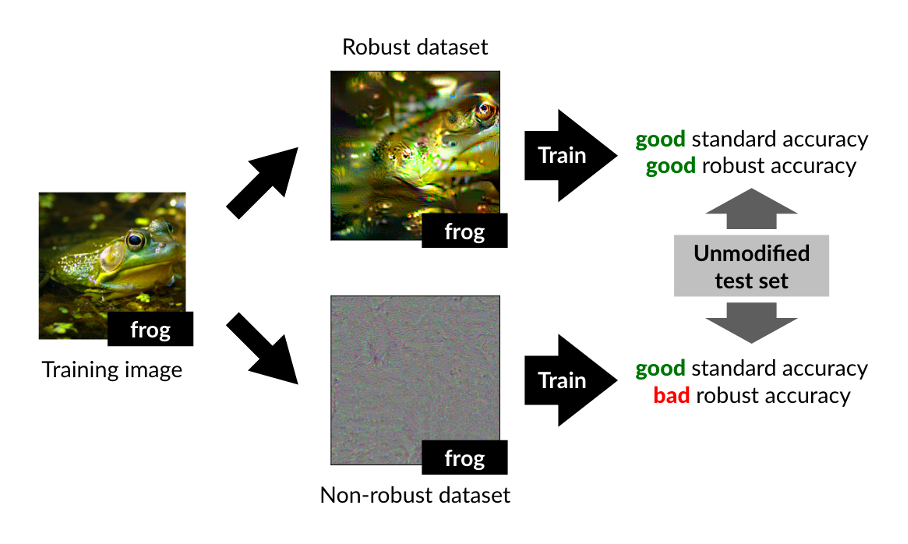 Robust dataset
frog
Train
good standard accuracy
good robust accuracy
frog
Training image
Unmodified
test set
frog
Non-robust dataset
Train
good standard accuracy
bad robust accuracy